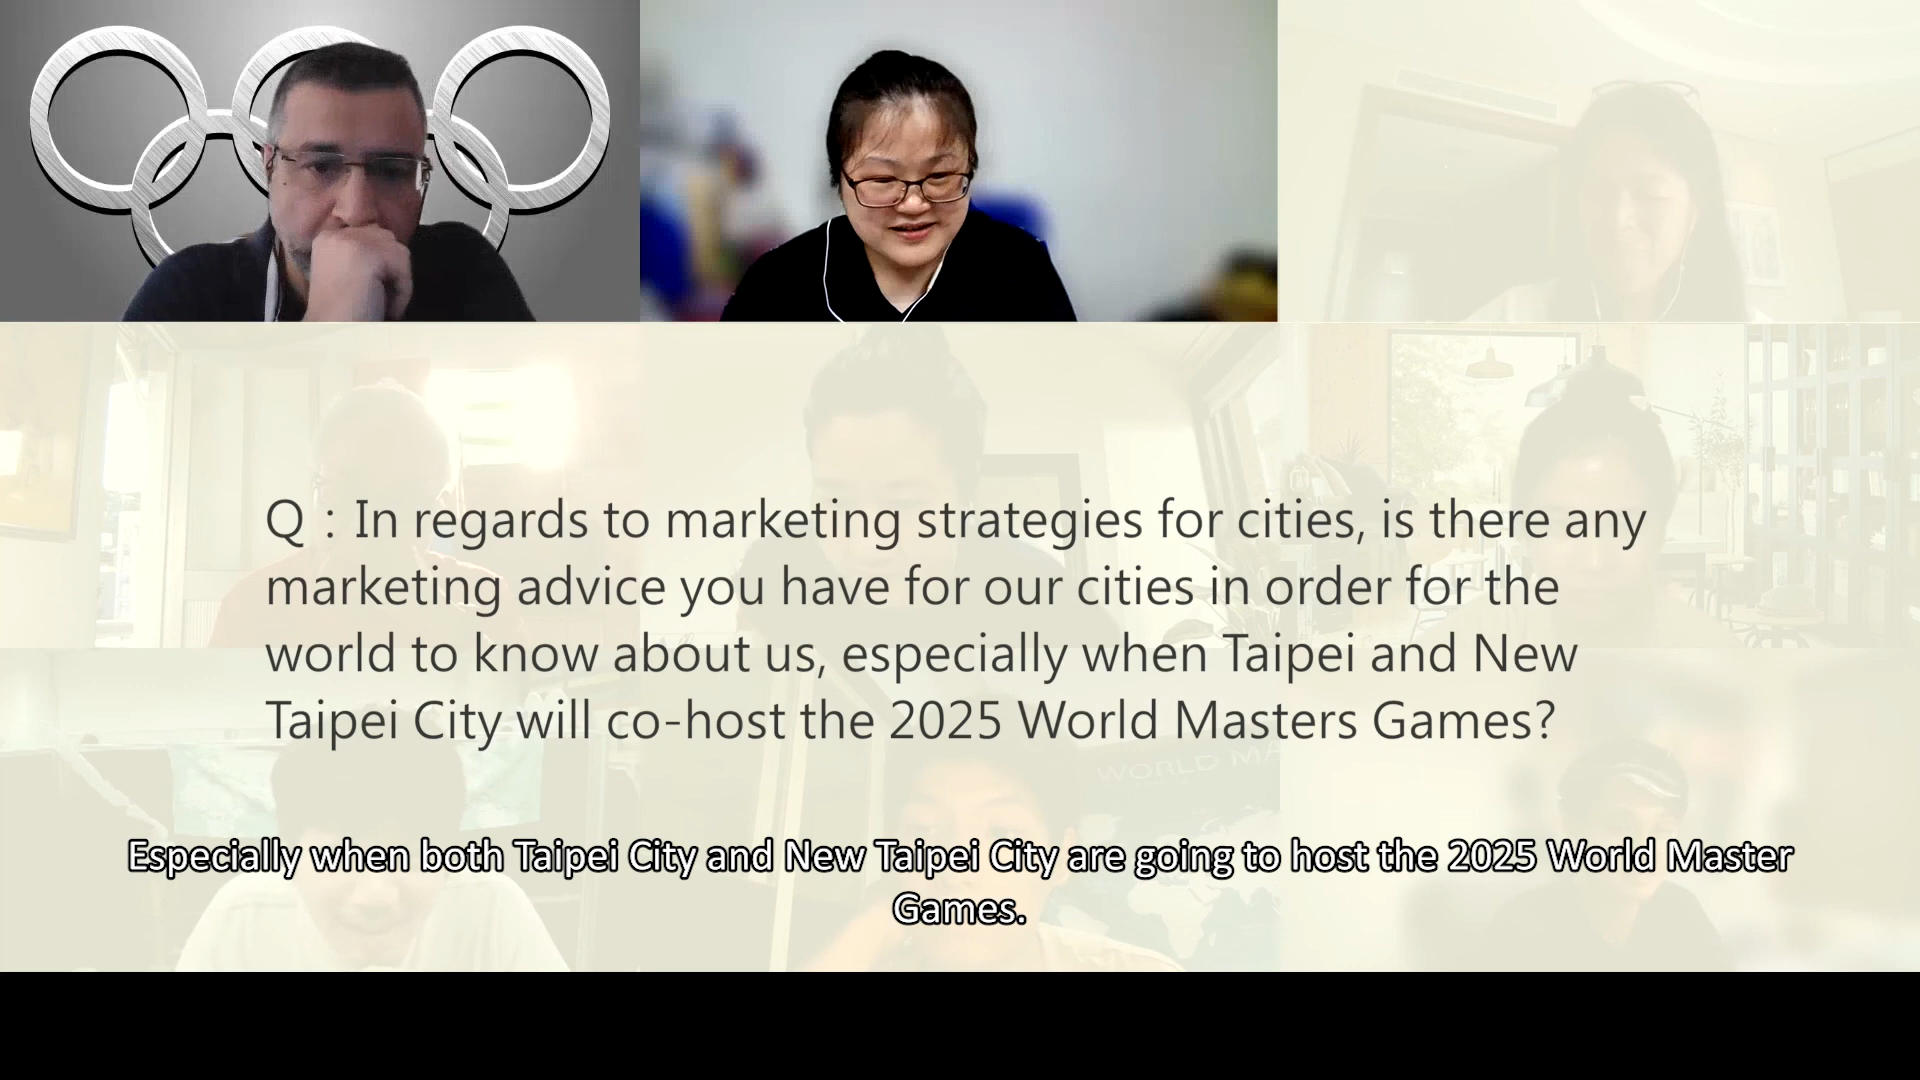 Q : In regards to marketing strategies for cities, is there any
marketing advice you have for our cities in order for the
world to know about us, especially when Taipei and New
Taipei City will co-host the 2025 World Masters Games?
WORLD MA
Especially when both Taipei City and New Taipei City are going to host the 2025 World Master
Games.